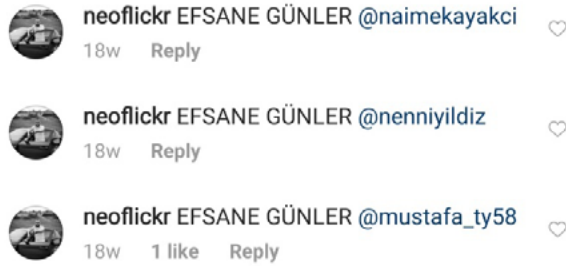 neoflickr EFSANE GÜNLER @naimekayakci
18w Reply
neoflickr EFSANE GÜNLER @nenniyildiz
18w Reply
neoflickr EFSANE GÜNLER @mustafa_ty58
18w 1 like Reply